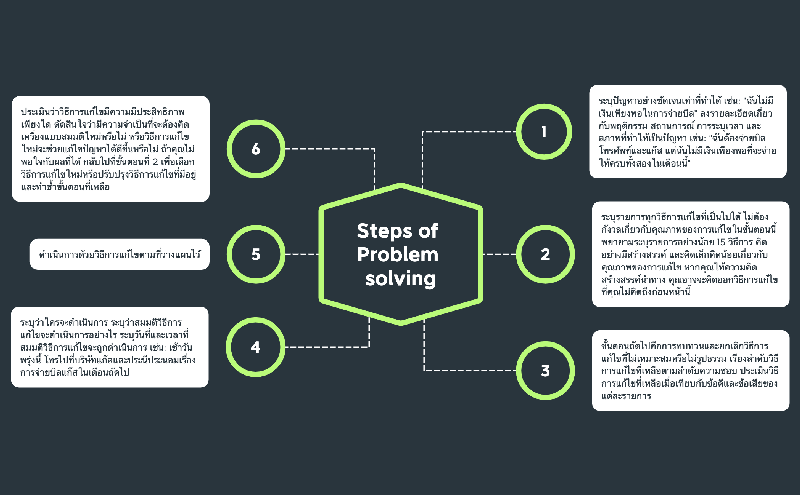 Steps of
Problem
solving
1
ระบุปัญหาอย่างชัดเจนเท่าที่ทำได้ เช่น: "ฉันไม่มี
เงินเพียงพอในการจ่ายบิล" ลงรายละเอียดเกี่ยว
กับพฤติกรรม สถานการณ์ การระบุเวลา และ
สภาพที่ทำให้เป็นปัญหา เช่น: "ฉันต้องจ่ายบิล
โทรศัพท์และแก๊ส แต่ฉันไม่มีเงินเพียงพอที่จะจ่าย
ให้ครบทั้งสองในเดือนนี้"
2
ระบุรายการทุกวิธีการแก้ไขที่เป็นไปได้ ไม่ต้อง
กังวลเกี่ยวกับคุณภาพของการแก้ไขในขั้นตอนนี้
พยายามระบุรายการอย่างน้อย 15 วิธีการ คิด
อย่างมีสร้างสรรค์ และคิดเล็กคิดน้อยเกี่ยวกับ
คุณภาพของการแก้ไข หากคุณให้ความคิด
สร้างสรรค์นำทาง คุณอาจจะคิดออกวิธีการแก้ไข
ที่คุณไม่คิดถึงก่อนหน้านี้
3
ขั้นตอนถัดไปคือการทบทวนและยกเลิกวิธีการ
แก้ไขที่ไม่เหมาะสมหรือไม่รูปธรรม เรียงลำดับวิธี
การแก้ไขที่เหลือตามลำดับความชอบ ประเมินวิธี
การแก้ไขที่เหลือเมื่อเทียบกับข้อดีและข้อเสียของ
แต่ละรายการ
4
ระบุว่าใครจะดำเนินการ ระบุว่าสมมติวิธีการ
แก้ไขจะดำเนินการอย่างไร ระบุวันที่และเวลาที่
สมมติวิธีการแก้ไขจะถูกดำเนินการ เช่น: เช้าวัน
พรุ่งนี้ โทรไปที่บริษัทแก๊สและประนีประนอมเรื่อง
การจ่ายบิลแก๊สในเดือนถัดไป
5
ดำเนินการด้วยวิธีการแก้ไขตามที่วางแผนไว้
6
ประเมินว่าวิธีการแก้ไขมีความมีประสิทธิภาพ
เพียงใด ตัดสินใจว่ามีความจำเป็นที่จะต้องคิด
เครื่องแบบสมมติใหม่หรือไม่ หรือวิธีการแก้ไข
ใหม่จะช่วยแก้ไขปัญหาได้ดีขึ้นหรือไม่ ถ้าคุณไม่
พอใจกับผลที่ได้ กลับไปที่ขั้นตอนที่ 2 เพื่อเลือก
วิธีการแก้ไขใหม่หรือปรับปรุงวิธีการแก้ไขที่มีอยู่
และทำซ้ำขั้นตอนที่เหลือ